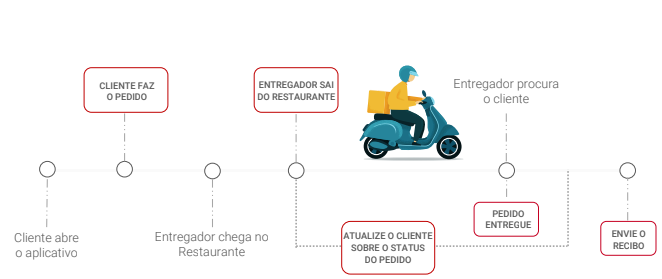 Cliente abre
o aplicativo
CLIENTE FAZ
O PEDIDO
Entregador chega no
Restaurante
ENTREGADOR SAI
DO RESTAURANTE
ATUALIZE O CLIENTE
SOBRE O STATUS
DO PEDIDO
Entregador procura
o cliente
PEDIDO
ENTREGUE
ENVIE O
RECIBO